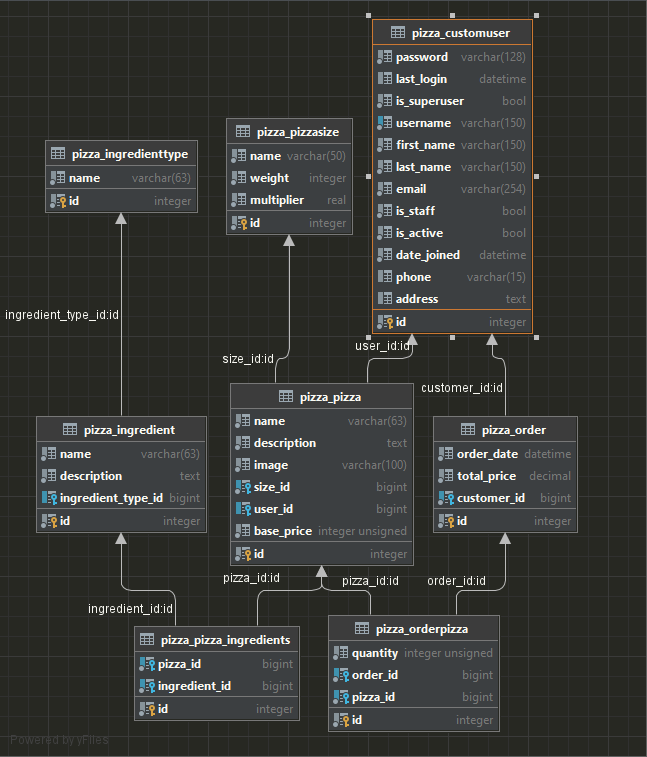 pizza_customuser
password varchar(128)
last_login datetime
is_superuser bool
username varchar(150)
first_name varchar(150)
last_name varchar(150)
email varchar(254)
is_staff bool
is_active bool
date_joined datetime
phone varchar(15)
address text
id integer
pizza_pizzasize
name varchar(50)
weight integer
multiplier real
id integer
pizza_ingredienttype
name varchar(63)
id integer
ingredient_type_id:id
size_id:id
user_id:id
customer_id:id
pizza_pizza
name varchar(63)
description text
image varchar(100)
size_id bigint
user_id bigint
base_price integer unsigned
id integer
pizza_ingredient
name varchar(63)
description text
ingredient_type_id bigint
id integer
pizza_order
order_date datetime
total_price decimal
customer_id bigint
id integer
pizza_id:id
pizza_id:id
order_id:id
ingredient_id:id
pizza_pizza_ingredients
pizza_id bigint
ingredient_id bigint
id integer
pizza_orderpizza
quantity integer unsigned
order_id bigint
pizza_id bigint
id integer
Powered by yFiles